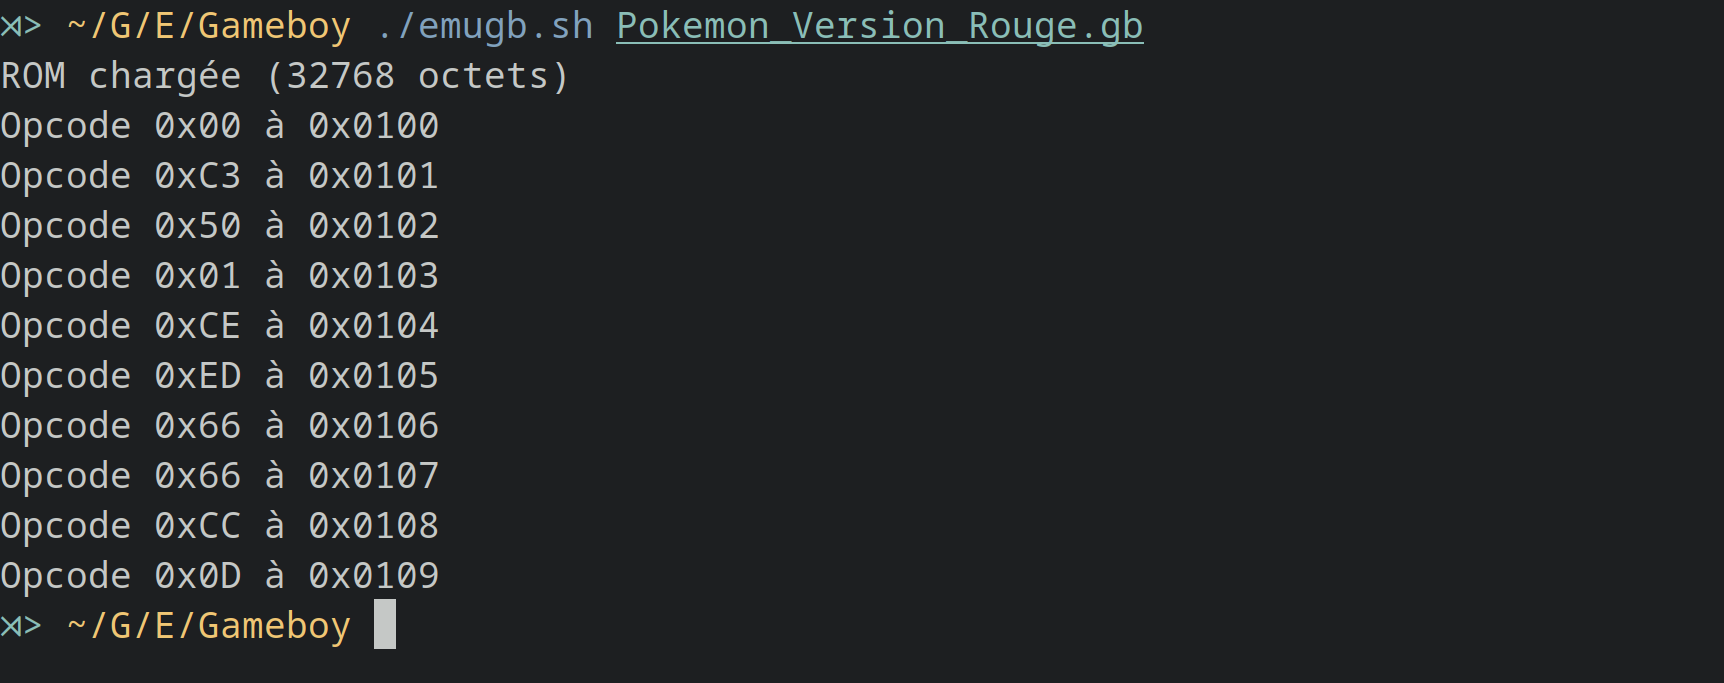 ⋊> ~/G/E/Gameboy ./emugb.sh Pokemon_Version_Rouge.gb
ROM chargée (32768 octets)
Opcode 0x00 à 0x0100
Opcode 0xC3 à 0x0101
Opcode 0x50 à 0x0102
Opcode 0x01 à 0x0103
Opcode 0xCE à 0x0104
Opcode 0xED à 0x0105
Opcode 0x66 à 0x0106
Opcode 0x66 à 0x0107
Opcode 0xCC à 0x0108
Opcode 0x0D à 0x0109
⋊> ~/G/E/Gameboy